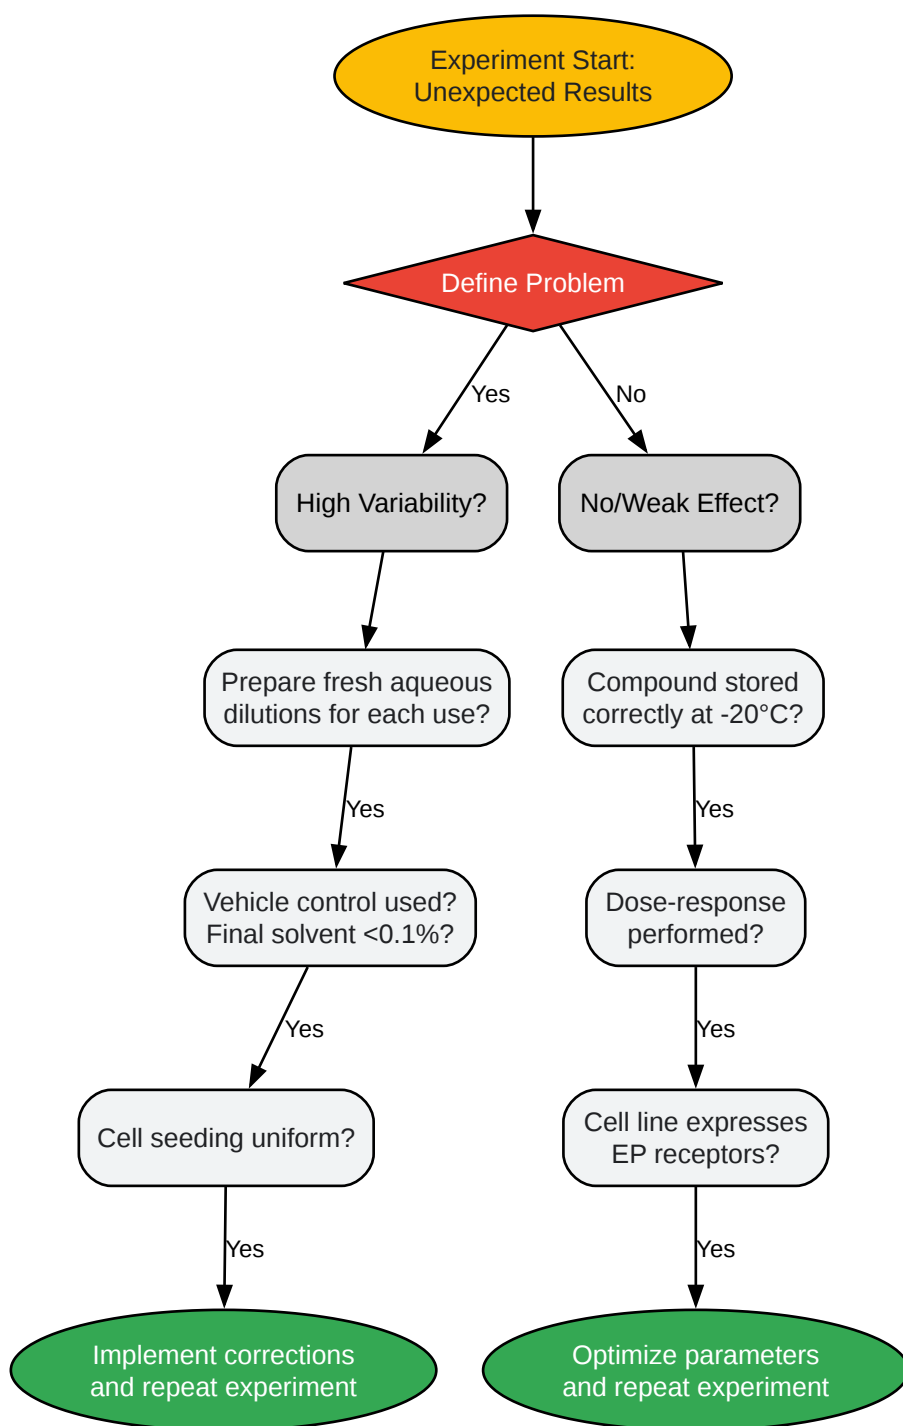 Experiment Start:
Unexpected Results
Define Problem
Yes
No
High Variability?
No/Weak Effect?
Prepare fresh aqueous
dilutions for each use?
Compound stored
correctly at -20°C?
Yes
Yes
Vehicle control used?
Final solvent <0.1%?
Dose-response
performed?
Yes
Yes
Cell seeding uniform?
Cell line expresses
EP receptors?
Yes
Yes
Implement corrections
and repeat experiment
Optimize parameters
and repeat experiment